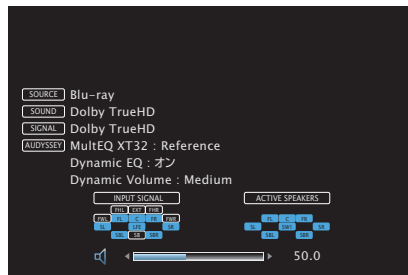 SOURCE Blu-ray
SOUND Dolby TrueHD
SIGNAL Dolby TrueHD
AUDYSSEY MultEQ XT32 : Reference
Dynamic EQ : オン
Dynamic Volume : Medium
INPUT SIGNAL ACTIVE SPEAKERS
FHL EXT FHR
FWL FL C FR FWR FL C FR
SL LFE SR SL SW1 SR
SBL SB SBR SBL SBR
50.0